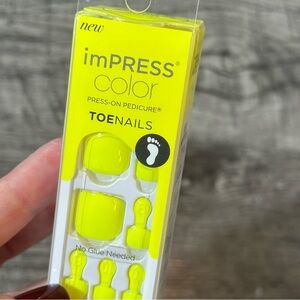 new
imPRESS®
color
PRESS-ON PEDICURE®
TOENAILS
No Glue Needed